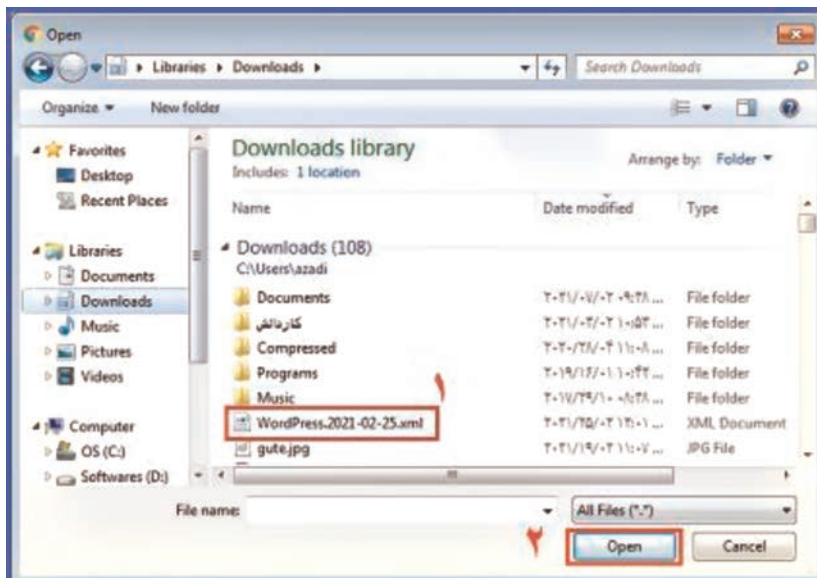 Open
Libraries Downloads
Search Downloads
Organize New folder
Favorites
Desktop
Recent Places
Libraries
Documents
Downloads
Music
Pictures
Videos
Computer
OS (C:)
Softwares (D:)
Downloads library
Includes: 1 location
Arrange by: Folder
Name Date modified Type
Downloads (108)
C:\Users\azadi
Documents File folder
کاردانش File folder
Compressed File folder
Programs File folder
Music File folder
۱
WordPress.2021-02-25.xml XML Document
gute.jpg JPG File
File name: All Files (*.*)
۲
Open Cancel